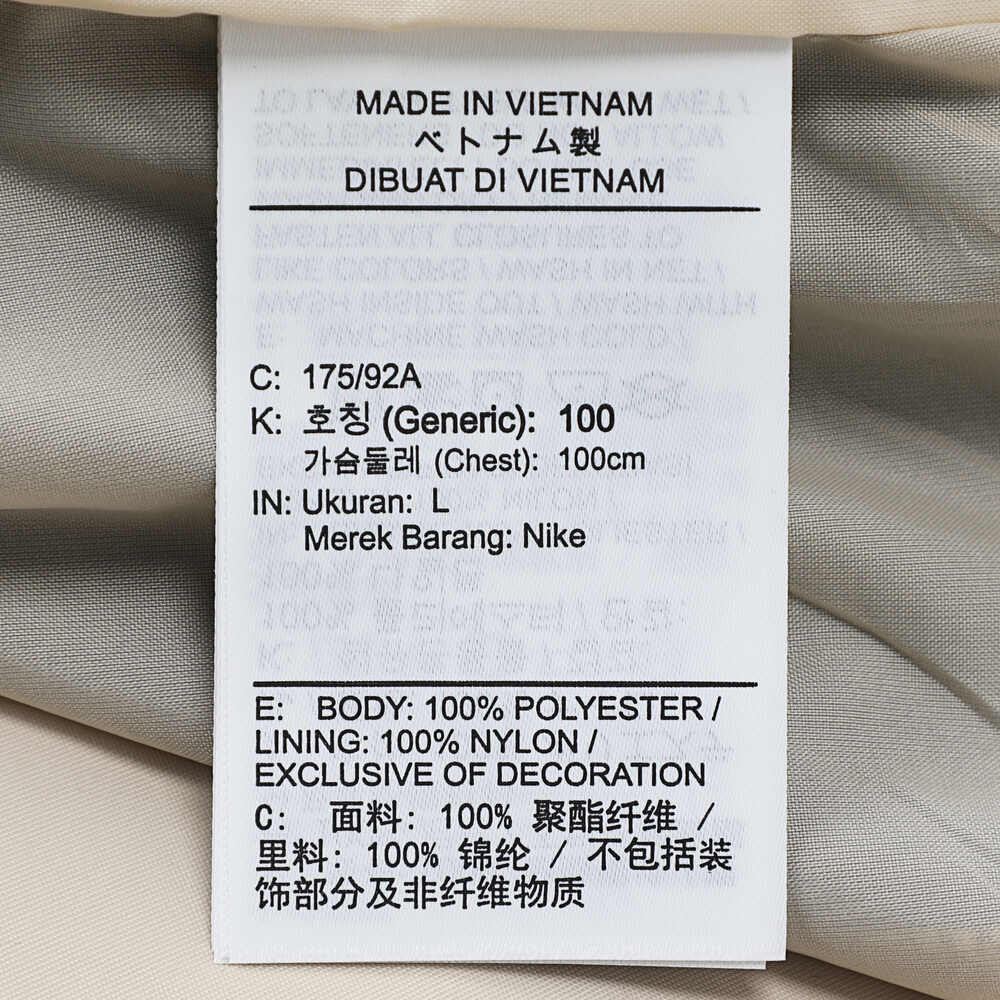 MADE IN VIETNAM
ベトナム製
DIBUAT DI VIETNAM
C: 175/92A
K: 호칭 (Generic): 100
가슴둘레 (Chest): 100cm
IN: Ukuran: L
Merek Barang: Nike
E: BODY: 100% POLYESTER /
LINING: 100% NYLON /
EXCLUSIVE OF DECORATION
C: 面料: 100% 聚酯纤维 /
里料: 100% 锦纶 / 不包括装
饰部分及非纤维物质